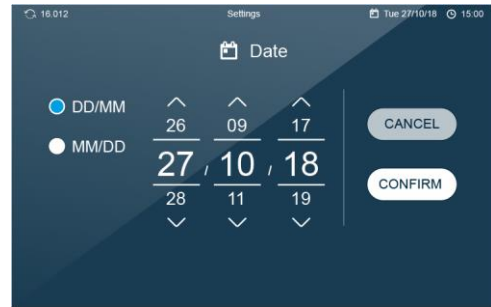 16.012 Settings Tue 27/10/18 15:00
Date
DD/MM
MM/DD
26 09 17
27 / 10 / 18
28 11 19
CANCEL
CONFIRM